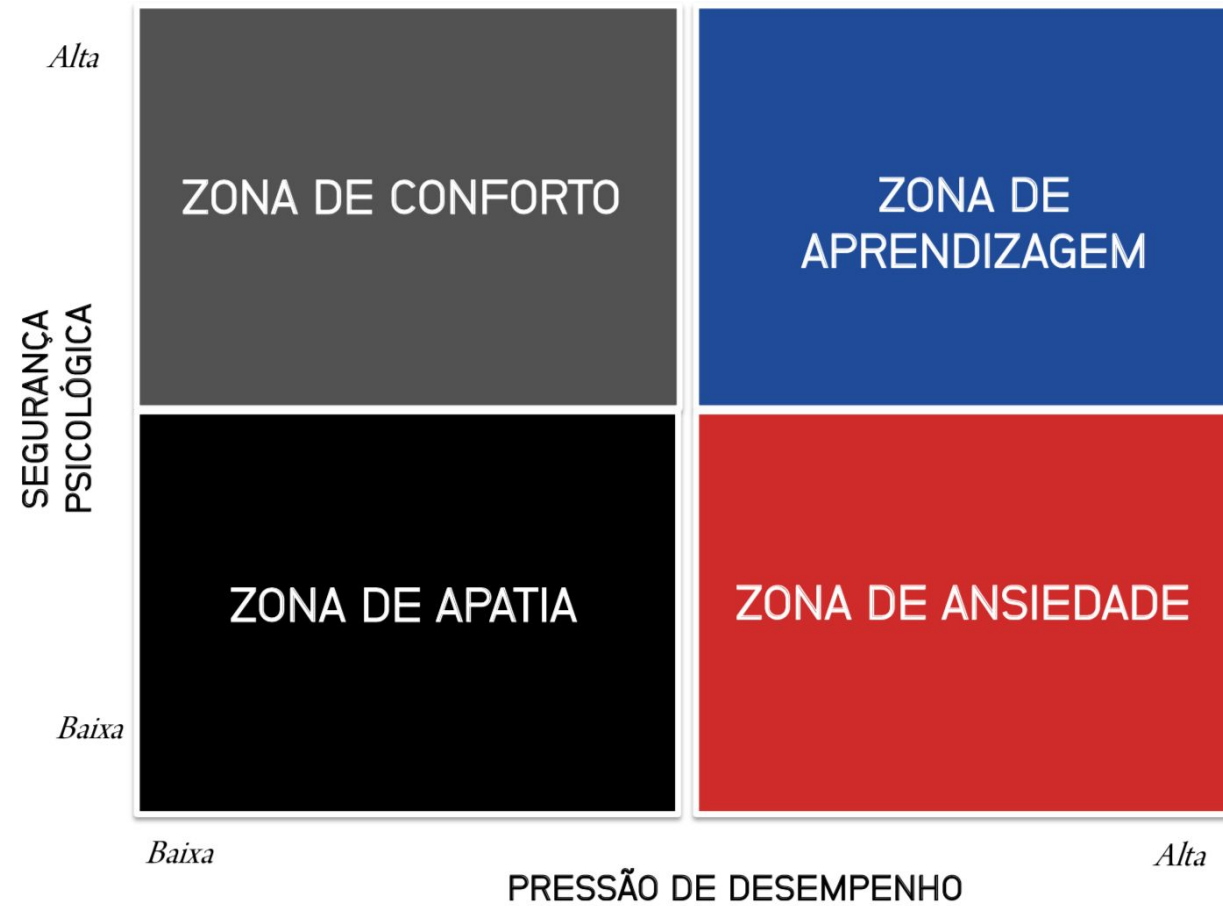 Alta
ZONA DE CONFORTO
ZONA DE
APRENDIZAGEM
SEGURANÇA
PSICOLÓGICA
ZONA DE APATIA
ZONA DE ANSIEDADE
Baixa
Baixa
Alta
PRESSÃO DE DESEMPENHO